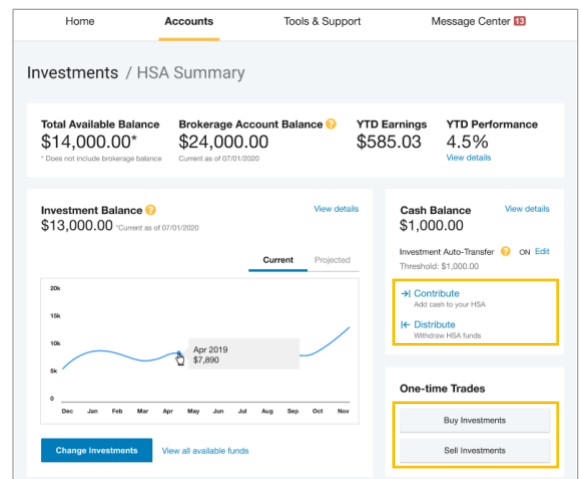 Home Accounts Tools & Support Message Center 13
Investments / HSA Summary
Total Available Balance
$14,000.00*
* Does not include brokerage balance
Brokerage Account Balance ?
$24,000.00
Current as of 07/01/2020
YTD Earnings
$585.03
YTD Performance
4.5%
View details
Investment Balance ? View details
$13,000.00 *Current as of 07/01/2020
Current Projected
20k
15k
10k
5k
0
Apr 2019
$7,890
Dec Jan Feb Mar Apr May Jun Jul Aug Sep Oct Nov
Change Investments View all available funds
Cash Balance View details
$1,000.00
Investment Auto-Transfer ? ON Edit
Threshold: $1,000.00
Contribute
Add cash to your HSA
Distribute
Withdraw HSA funds
One-time Trades
Buy Investments
Sell Investments